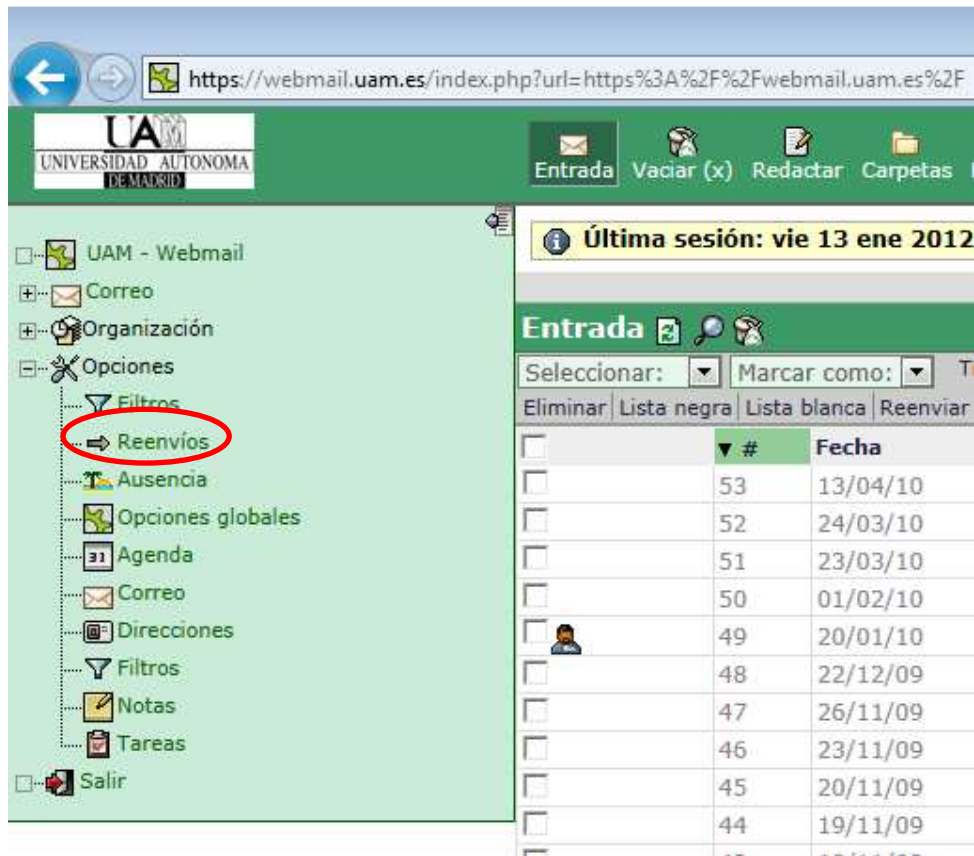 https://webmail.uam.es/index.php?url=https%3A%2F%2Fwebmail.uam.es%2F
UAM
UNIVERSIDAD AUTONOMA
DE MADRID
Entrada Vaciar (x) Redactar Carpetas
UAM - Webmail
Correo
Organización
Opciones
Filtros
Reenvíos
Ausencia
Opciones globales
31 Agenda
Correo
Direcciones
Filtros
Notas
Tareas
Salir
Última sesión: vie 13 ene 2012
Entrada
Seleccionar: Marcar como:
Eliminar Lista negra Lista blanca Reenviar
# Fecha
53 13/04/10
52 24/03/10
51 23/03/10
50 01/02/10
49 20/01/10
48 22/12/09
47 26/11/09
46 23/11/09
45 20/11/09
44 19/11/09